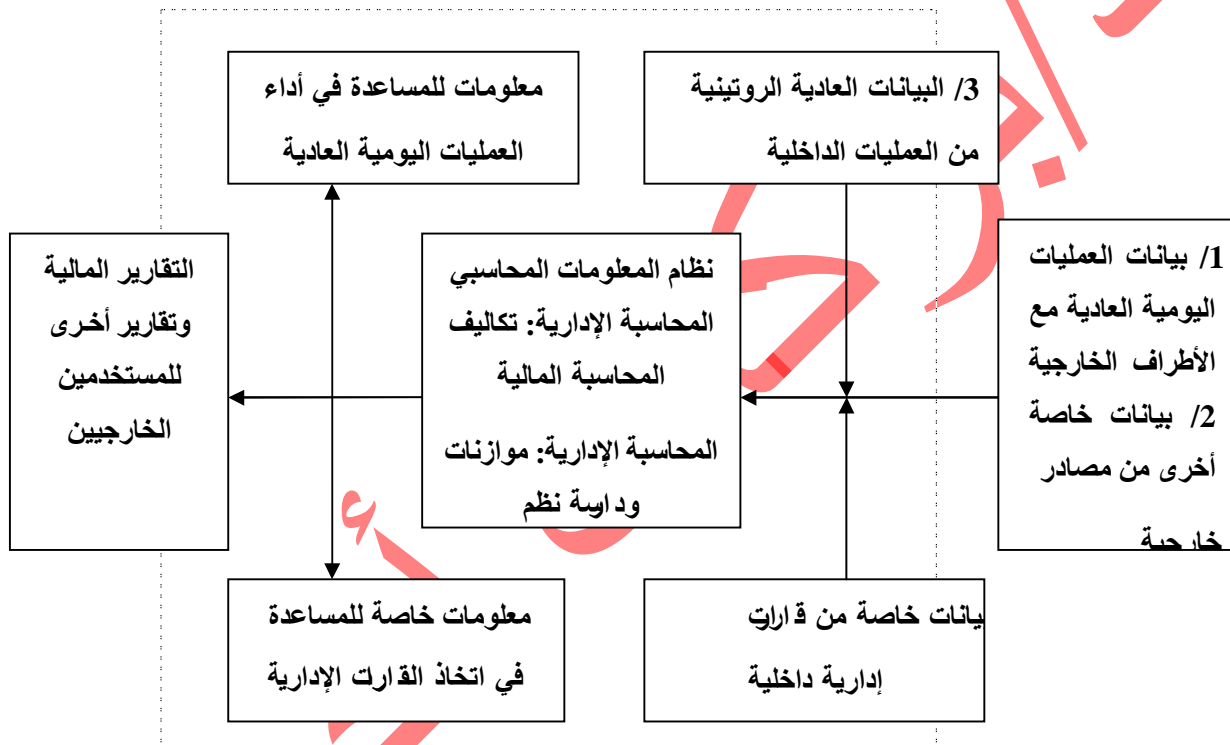 3/ البيانات العادية الروتينية
من العمليات الداخلية
معلومات للمساعدة في أداء
العمليات اليومية العادية
1/ بيانات العمليات
اليومية العادية مع
الأطراف الخارجية
2/ بيانات خاصة
أخرى من مصادر
خارجية
نظام المعلومات المحاسبي
المحاسبة الإدارية: تكاليف
المحاسبة المالية
المحاسبة الإدارية: موازنات
ودراسة نظم
التقارير المالية
وتقارير أخرى
للمستخدمين
الخارجيين
بيانات خاصة من قرارات
إدارية داخلية
معلومات خاصة للمساعدة
في اتخاذ القرارات الإدارية